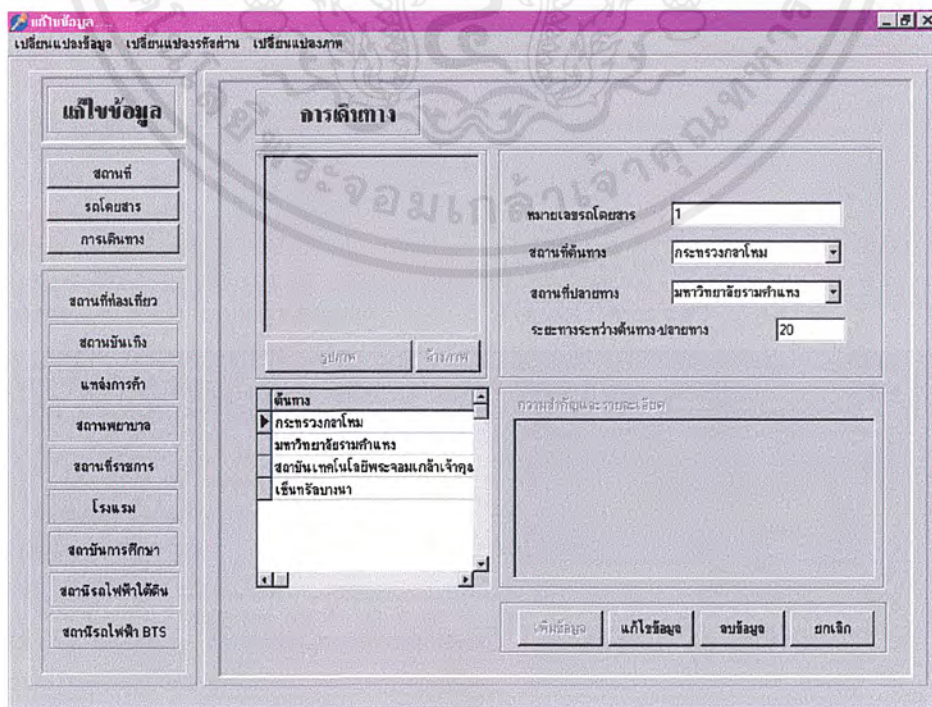 แก้ไขข้อมูล....
เปลี่ยนแปลงข้อมูล เปลี่ยนแปลงรหัสผ่าน เปลี่ยนแปลงภาพ
แก้ไขข้อมูล
สถานที่
รถโดยสาร
การเดินทาง
สถานที่ท่องเที่ยว
สถานบันเทิง
แหล่งการค้า
สถานพยาบาล
สถานที่ราชการ
โรงแรม
สถาบันการศึกษา
สถานีรถไฟฟ้าใต้ดิน
สถานีรถไฟฟ้า BTS
การเดินทาง
รูปภาพ
ล้างภาพ
หมายเลขรถโดยสาร 1
สถานที่ต้นทาง กระทรวงกลาโหม
สถานที่ปลายทาง มหาวิทยาลัยรามคำแหง
ระยะทางระหว่างต้นทาง-ปลายทาง 20
ต้นทาง
กระทรวงกลาโหม
มหาวิทยาลัยรามคำแหง
สถาบันเทคโนโลยีพระจอมเกล้าเจ้าคุณ
เซ็นทรัลบางนา
ความสำคัญและรายละเอียด
เพิ่มข้อมูล แก้ไขข้อมูล ลบข้อมูล ยกเลิก